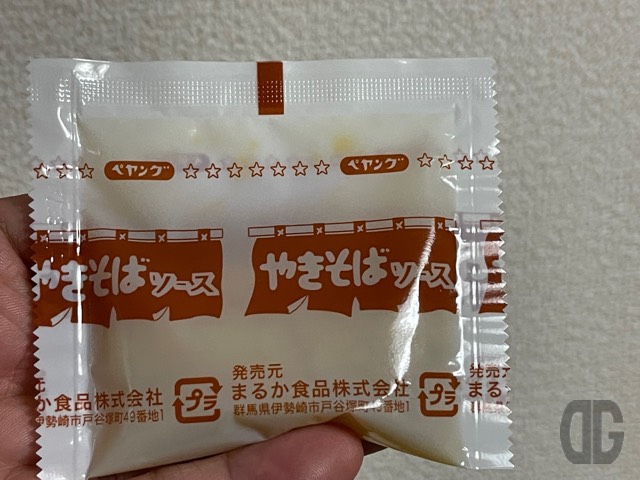 ☆☆☆ ペヤング ☆☆☆☆☆☆☆ ペヤング ☆☆☆☆
やきそばソース やきそばソース
元 発売元
か食品株式会社 プラ まるか食品株式会社 プラ まる
勢崎市戸谷塚町49番地1 群馬県伊勢崎市戸谷塚町49番地1 群馬
DG